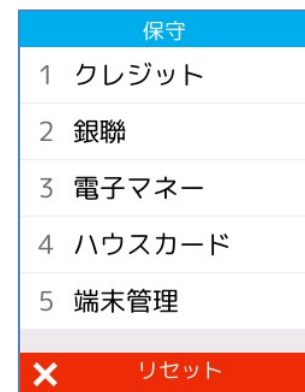 保守
1 クレジット
2 銀聯
3 電子マネー
4 ハウスカード
5 端末管理
リセット